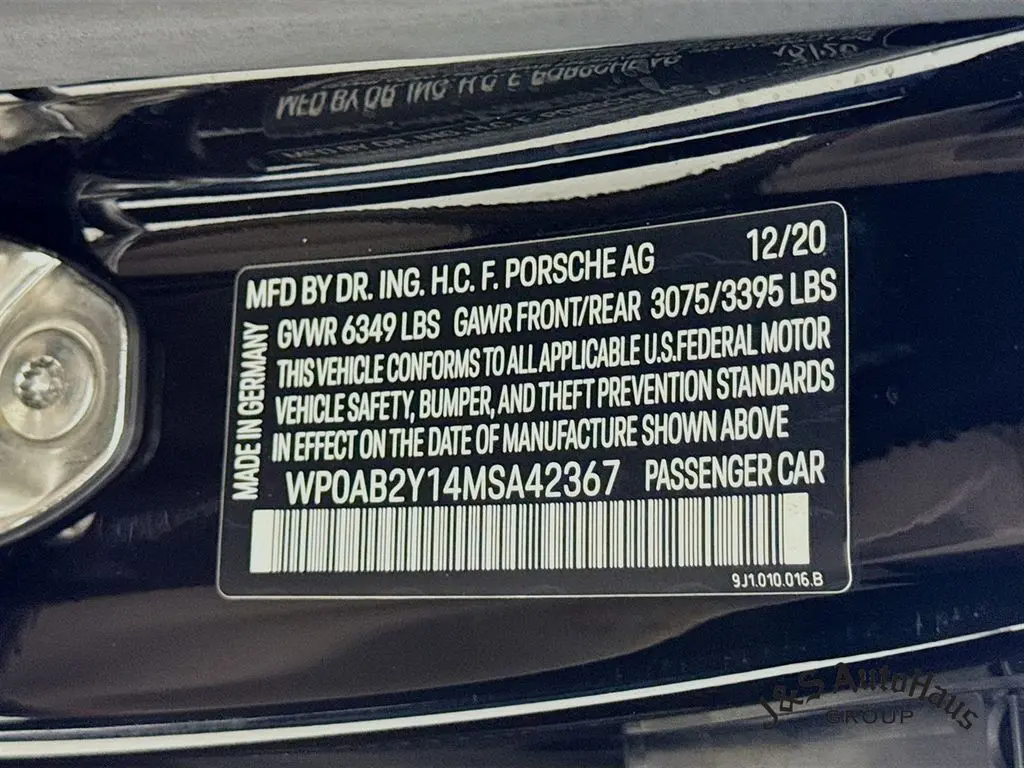 MFD BY DR. ING. H.C. F. PORSCHE AG 12/20
GVWR 6349 LBS GAWR FRONT/REAR 3075/3395 LBS
THIS VEHICLE CONFORMS TO ALL APPLICABLE U.S.FEDERAL MOTOR
VEHICLE SAFETY, BUMPER, AND THEFT PREVENTION STANDARDS
IN EFFECT ON THE DATE OF MANUFACTURE SHOWN ABOVE
WP0AB2Y14MSA42367 PASSENGER CAR
MADE IN GERMANY
9J1.010.016.B
J&S AutoHaus
GROUP